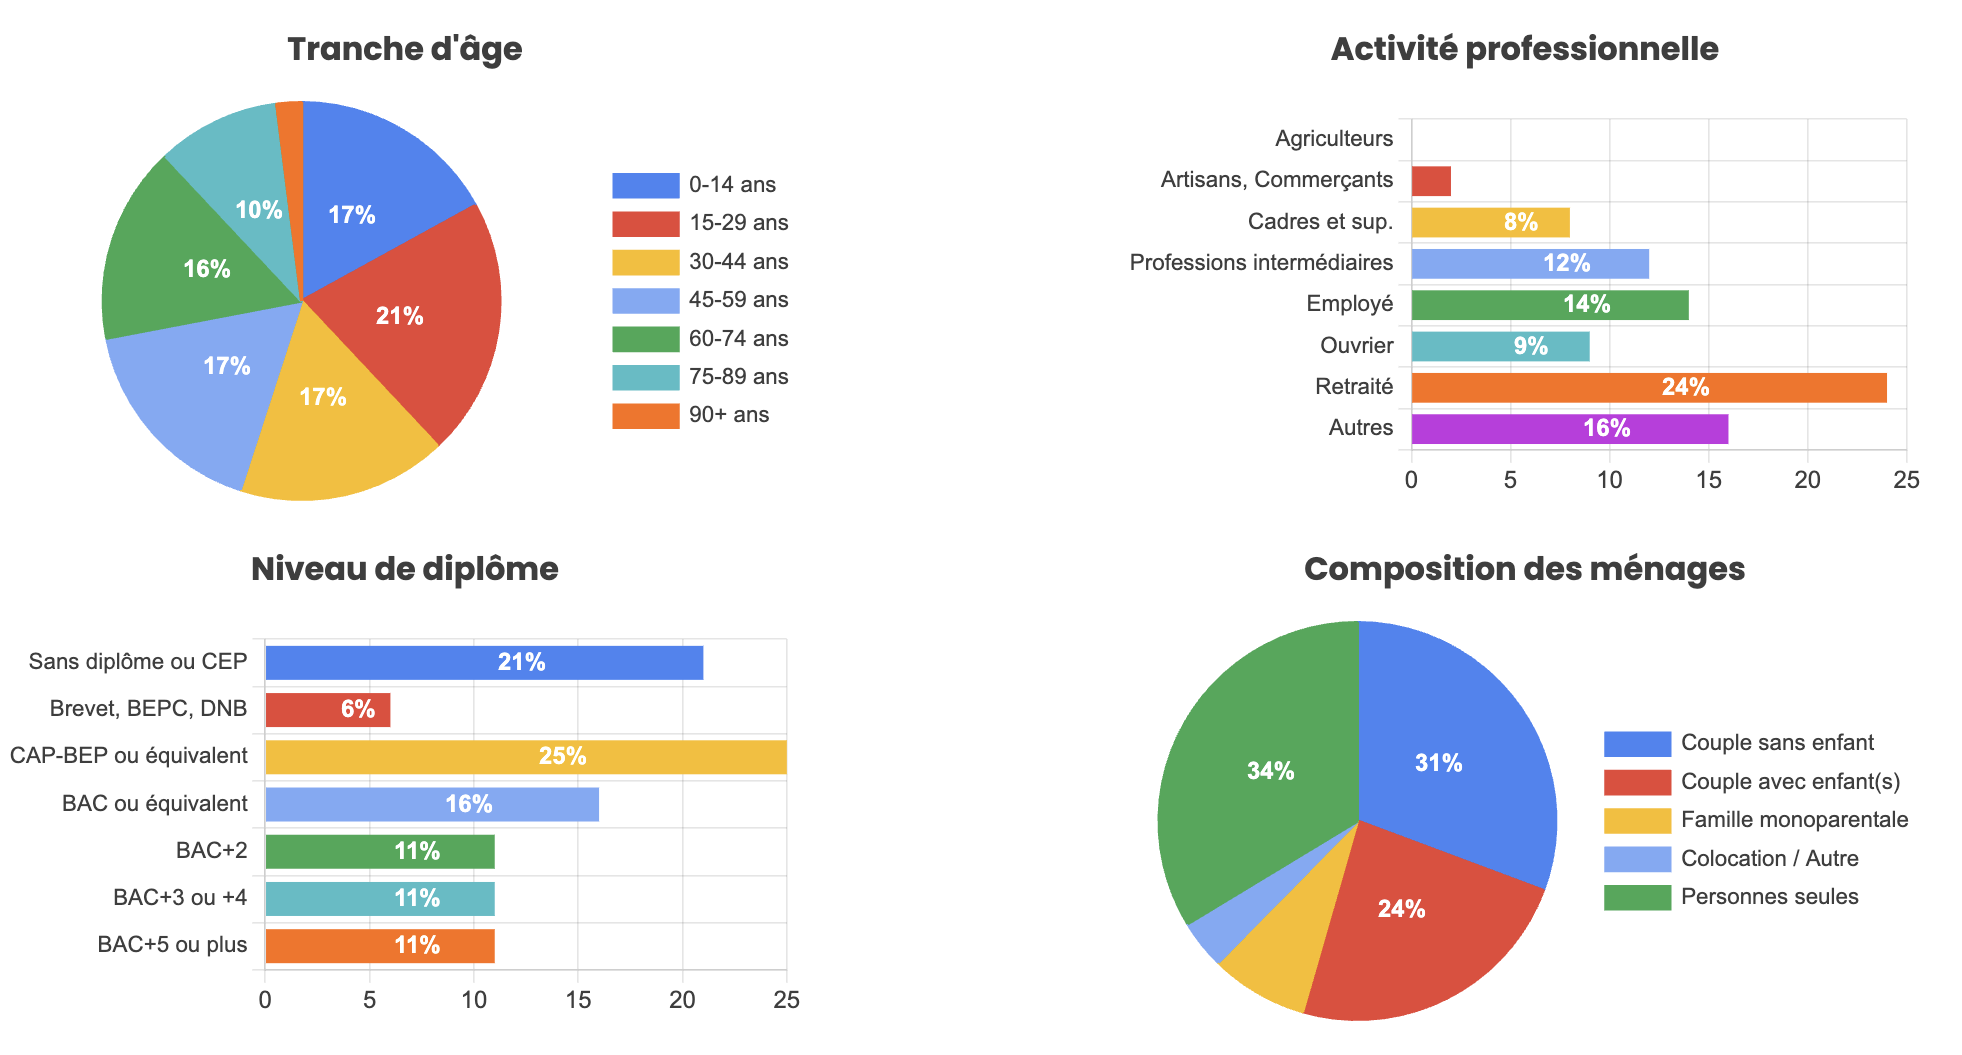 Tranche d'âge
17%
21%
17%
17%
16%
10%
0-14 ans
15-29 ans
30-44 ans
45-59 ans
60-74 ans
75-89 ans
90+ ans
Activité professionnelle
Agriculteurs
Artisans, Commerçants
Cadres et sup. 8%
Professions intermédiaires 12%
Employé 14%
Ouvrier 9%
Retraité 24%
Autres 16%
0 5 10 15 20 25
Niveau de diplôme
Sans diplôme ou CEP 21%
Brevet, BEPC, DNB 6%
CAP-BEP ou équivalent 25%
BAC ou équivalent 16%
BAC+2 11%
BAC+3 ou +4 11%
BAC+5 ou plus 11%
0 5 10 15 20 25
Composition des ménages
31%
24%
34%
Couple sans enfant
Couple avec enfant(s)
Famille monoparentale
Colocation / Autre
Personnes seules